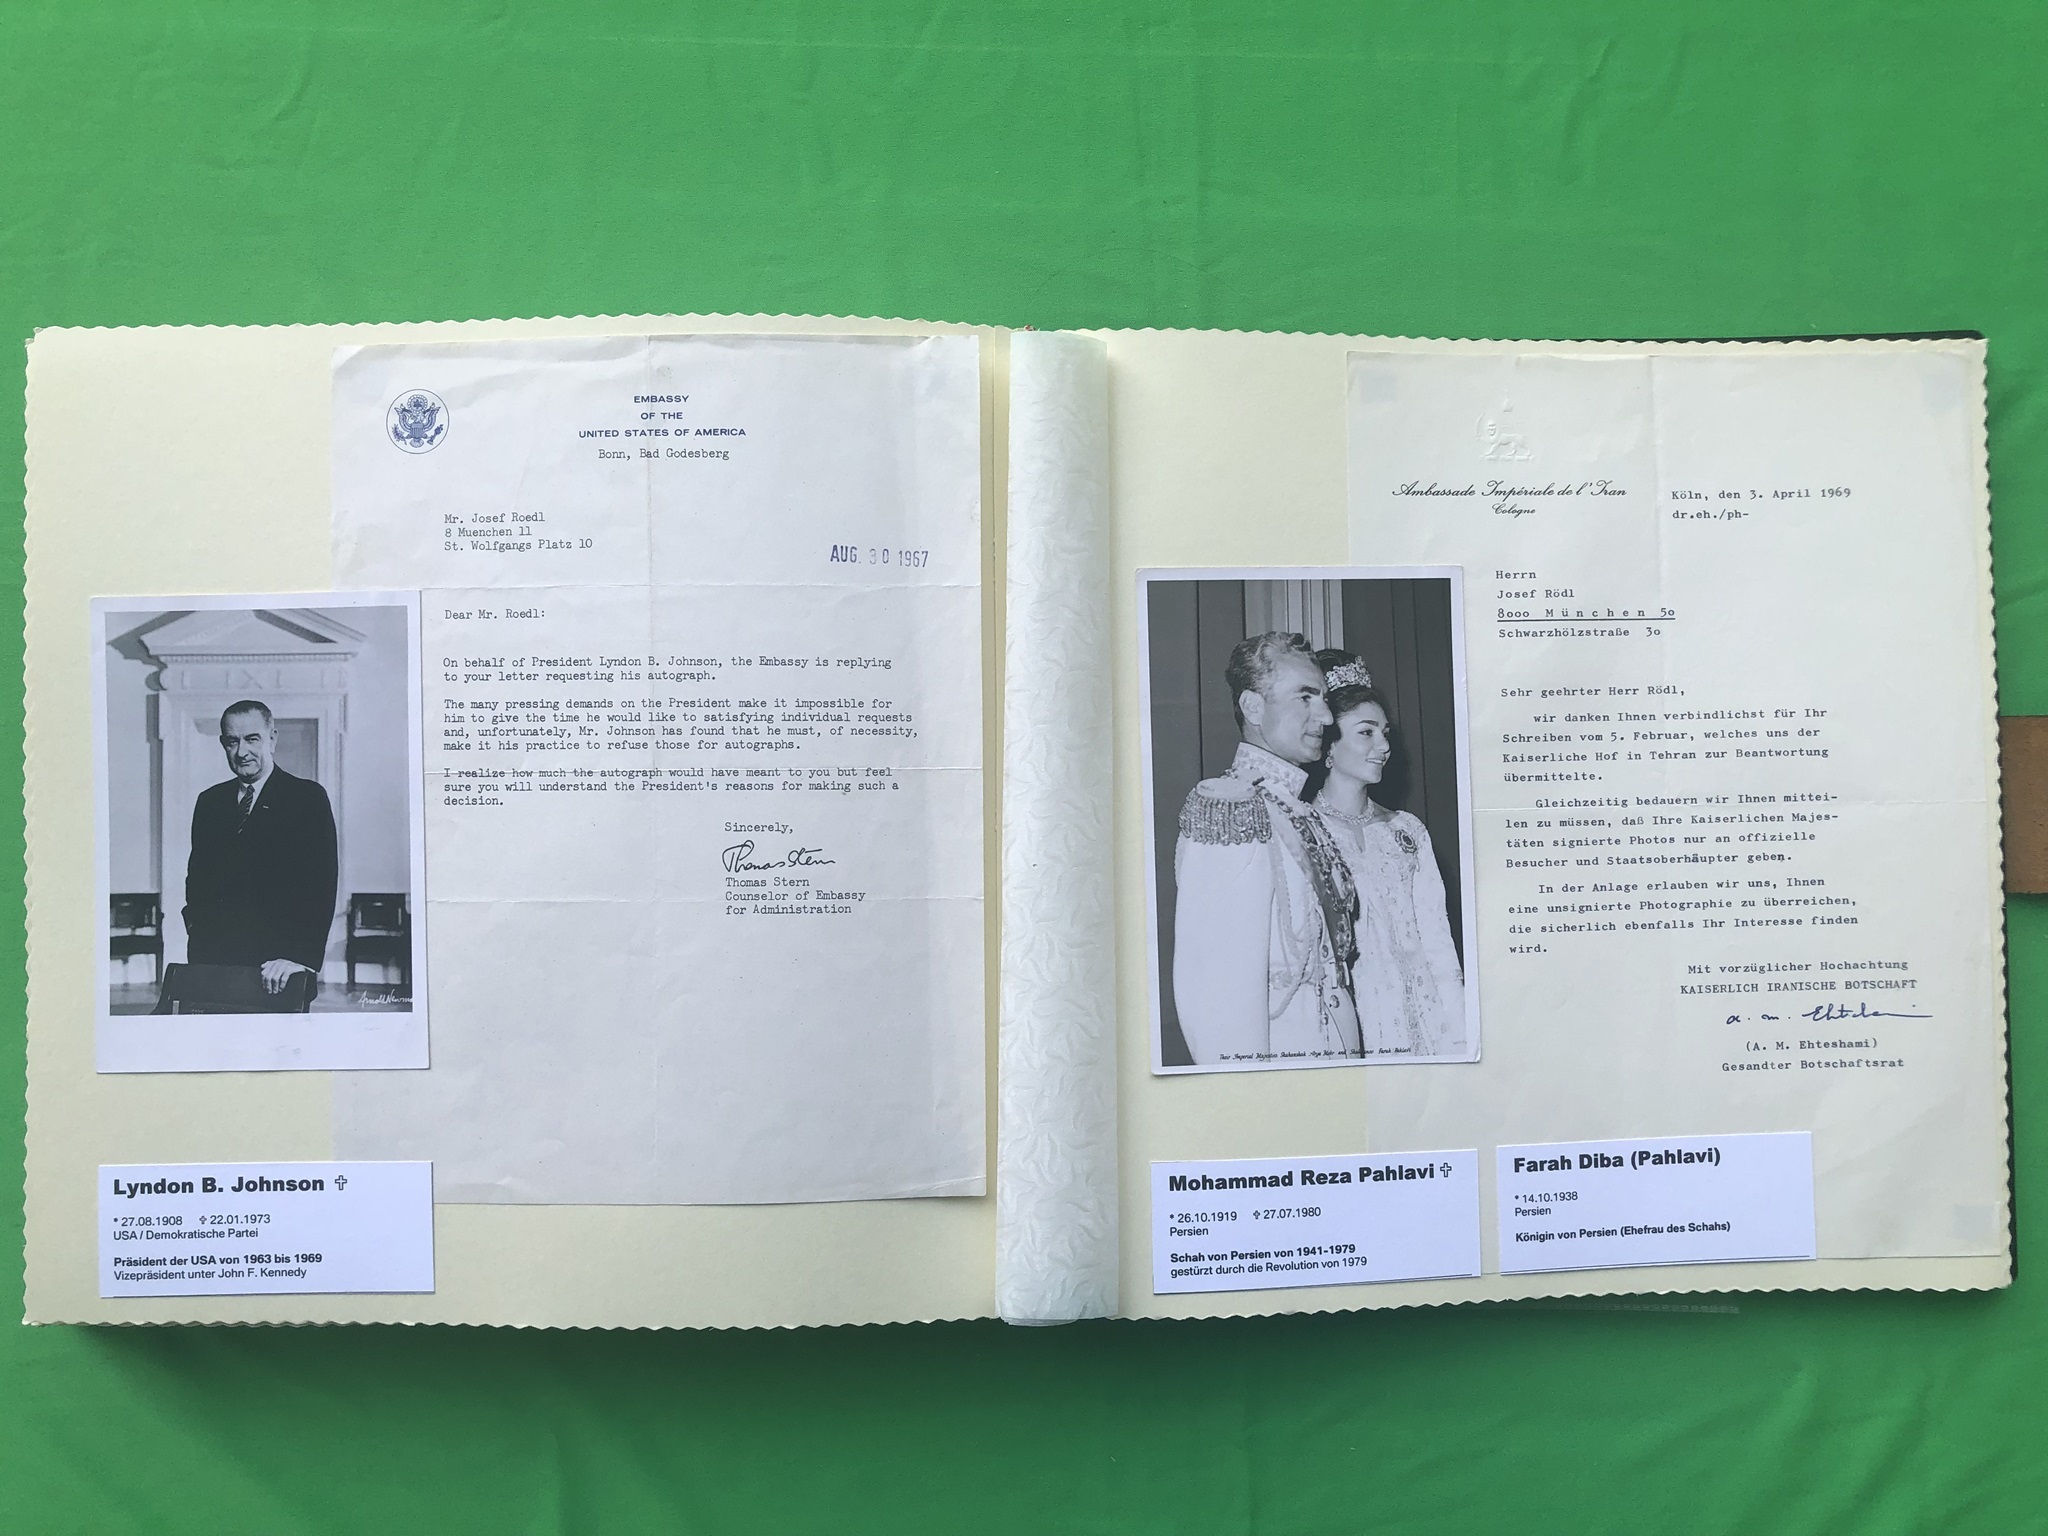 EMBASSY
OF THE
UNITED STATES OF AMERICA
Bonn, Bad Godesberg
Mr. Josef Roedl
8 Muenchen 11
St. Wolfgangs Platz 10
AUG. 30 1967
Dear Mr. Roedl:
On behalf of President Lyndon B. Johnson, the Embassy is replying
to your letter requesting his autograph.
The many pressing demands on the President make it impossible for
him to give the time he would like to satisfying individual requests
and, unfortunately, Mr. Johnson has found that he must, of necessity,
make it his practice to refuse those for autographs.
I realize how much the autograph would have meant to you but feel
sure you will understand the President's reasons for making such a
decision.
Sincerely,
Thomas Stern
Thomas Stern
Counselor of Embassy
for Administration
Lyndon B. Johnson ✝
* 27.08.1908 ✝ 22.01.1973
USA / Demokratische Partei
Präsident der USA von 1963 bis 1969
Vizepräsident unter John F. Kennedy
Ambassade Impériale de l'Iran
Cologne
Köln, den 3. April 1969
dr.eh./ph-
Herrn
Josef Rödl
8000 München 50
Schwarzhölzstraße 30
Sehr geehrter Herr Rödl,
wir danken Ihnen verbindlichst für Ihr
Schreiben vom 5. Februar, welches uns der
Kaiserliche Hof in Tehran zur Beantwortung
übermittelte.
Gleichzeitig bedauern wir Ihnen mittei-
len zu müssen, daß Ihre Kaiserlichen Majes-
täten signierte Photos nur an offizielle
Besucher und Staatsoberhäupter geben.
In der Anlage erlauben wir uns, Ihnen
eine unsignierte Photographie zu überreichen,
die sicherlich ebenfalls Ihr Interesse finden
wird.
Mit vorzüglicher Hochachtung
KAISERLICH IRANISCHE BOTSCHAFT
(A. M. Ehteshami)
Gesandter Botschaftsrat
Their Imperial Majesties Shahanshah Arya Mehr and Farah Pahlavi
Mohammad Reza Pahlavi ✝
* 26.10.1919 ✝ 27.07.1980
Persien
Schah von Persien von 1941-1979
gestürzt durch die Revolution von 1979
Farah Diba (Pahlavi)
* 14.10.1938
Persien
Königin von Persien (Ehefrau des Schahs)